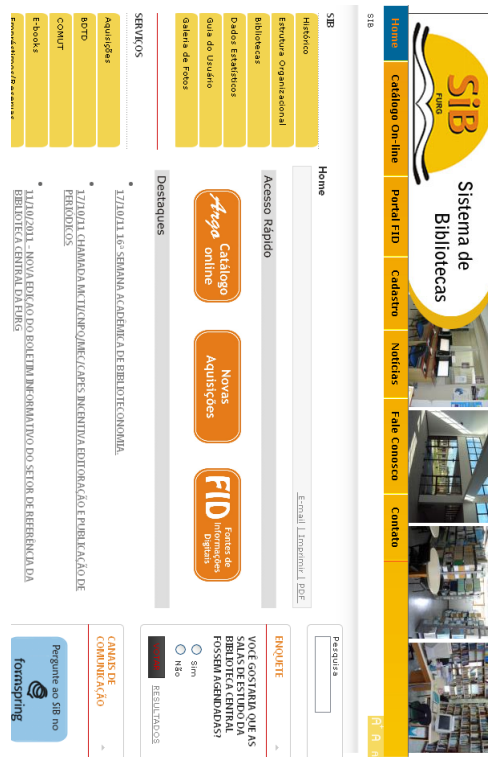 SiB
FURG
Sistema de
Bibliotecas
Home
Catálogo On-line
Portal FID
Cadastro
Notícias
Fale Conosco
Contato
SIB
A A
SIB
Histórico
Estrutura Organizacional
Bibliotecas
Dados Estatísticos
Guia do Usuário
Galeria de Fotos
SERVIÇOS
Aquisições
BDTD
COMUT
E-books
Empréstimos/Reservas
Home
E-mail | Imprimir | PDF
Acesso Rápido
Argo Catálogo
online
Novas
Aquisições
FID Fontes de
Informações
Digitais
Destaques
17/10/11 16ª SEMANA ACADÊMICA DE BIBLIOTECONOMIA
17/10/11 CHAMADA MCTI/CNPQ/MEC/CAPES INCENTIVA EDITORAÇÃO E PUBLICAÇÃO DE
PERIÓDICOS
11/10/2011 - NOVA EDIÇÃO DO BOLETIM INFORMATIVO DO SETOR DE REFERÊNCIA DA
BIBLIOTECA CENTRAL DA FURG
Pesquisa
ENQUETE
VOCÊ GOSTARIA QUE AS
SALAS DE ESTUDO DA
BIBLIOTECA CENTRAL
FOSSEM AGENDADAS?
Sim
Não
RESULTADOS
CANAIS DE
COMUNICAÇÃO
Pergunte ao SIB no
formspring